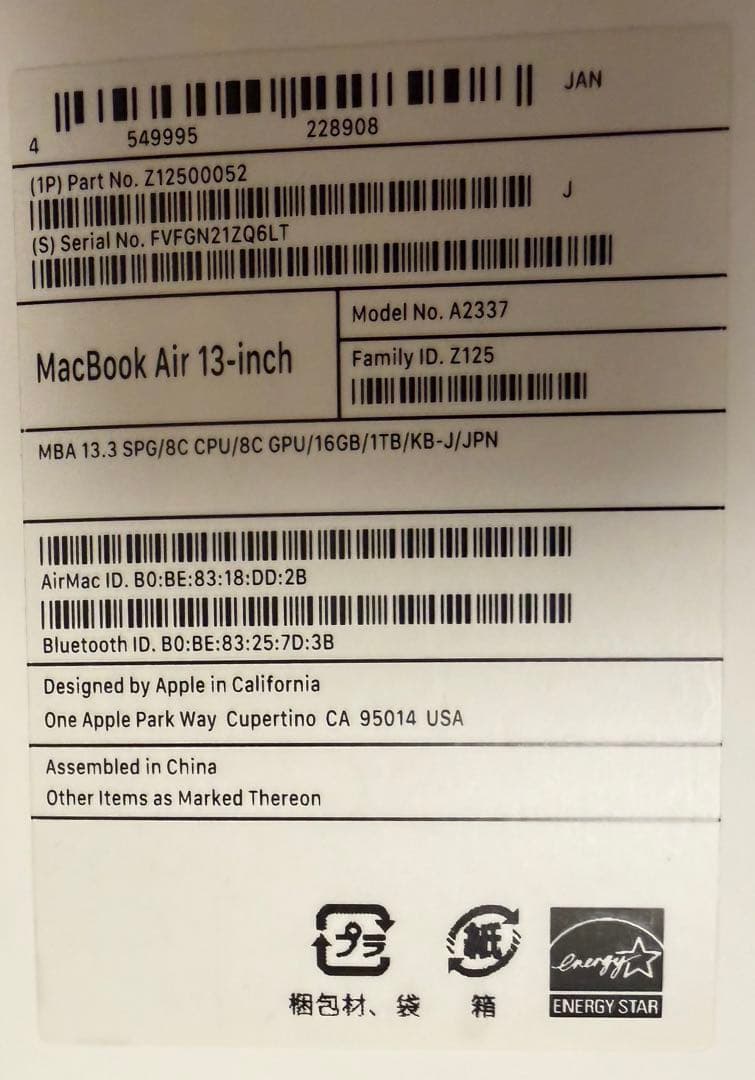 JAN
4 549995 228908
(1P) Part No. Z12500052
J
(S) Serial No. FVFGN21ZQ6LT
MacBook Air 13-inch
Model No. A2337
Family ID. Z125
MBA 13.3 SPG/8C CPU/8C GPU/16GB/1TB/KB-J/JPN
AirMac ID. B0:BE:83:18:DD:2B
Bluetooth ID. B0:BE:83:25:7D:3B
Designed by Apple in California
One Apple Park Way Cupertino CA 95014 USA
Assembled in China
Other Items as Marked Thereon
プラ
梱包材、袋
紙
箱
energy
ENERGY STAR